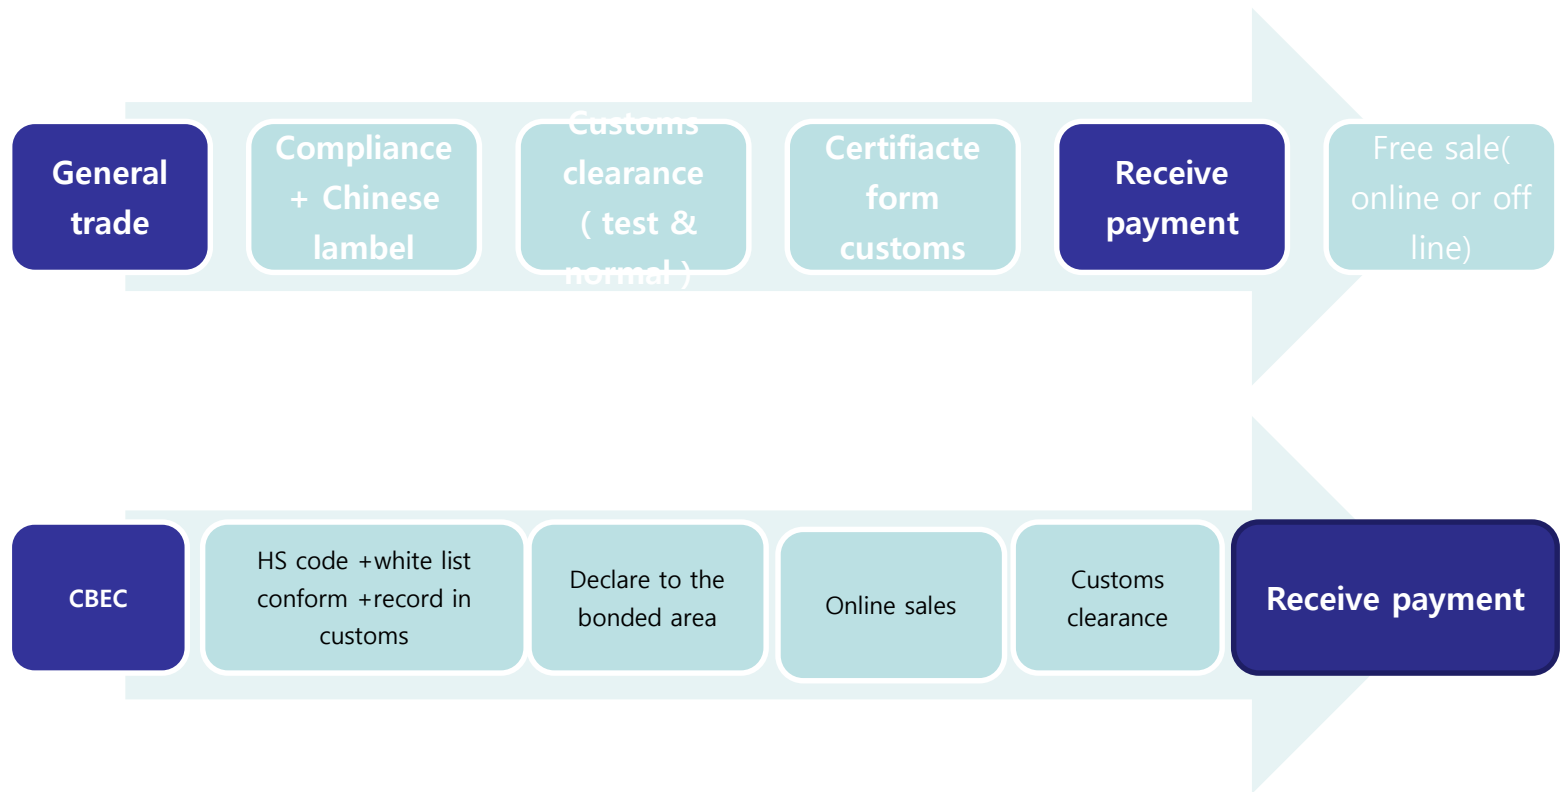 General
trade
Compliance
+ Chinese
lambel
Customs
clearance
( test &
normal )
Certifiacte
form
customs
Receive
payment
Free sale(
online or off
line)
CBEC
HS code +white list
conform +record in
customs
Declare to the
bonded area
Online sales
Customs
clearance
Receive payment